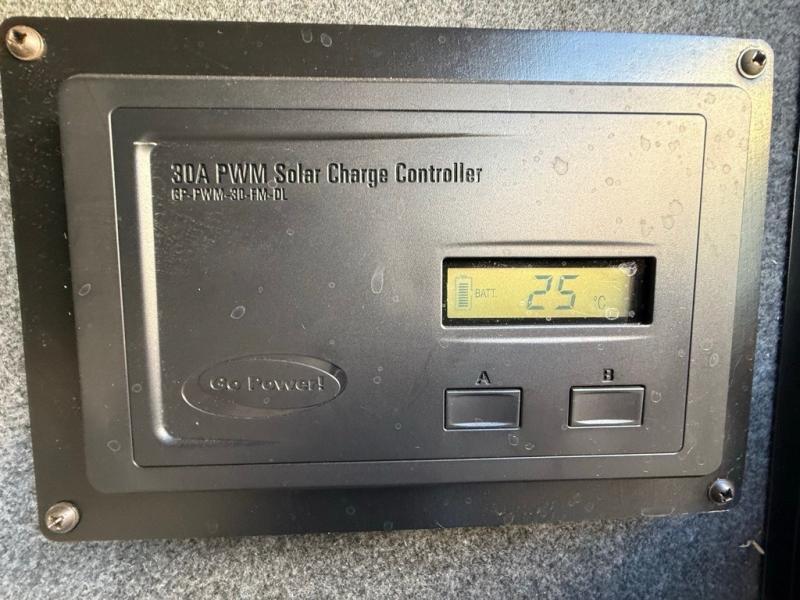 30A PWM Solar Charge Controller
GP-PWM-30-FM-DL
BATT. 25 °C
A B
Go Power!